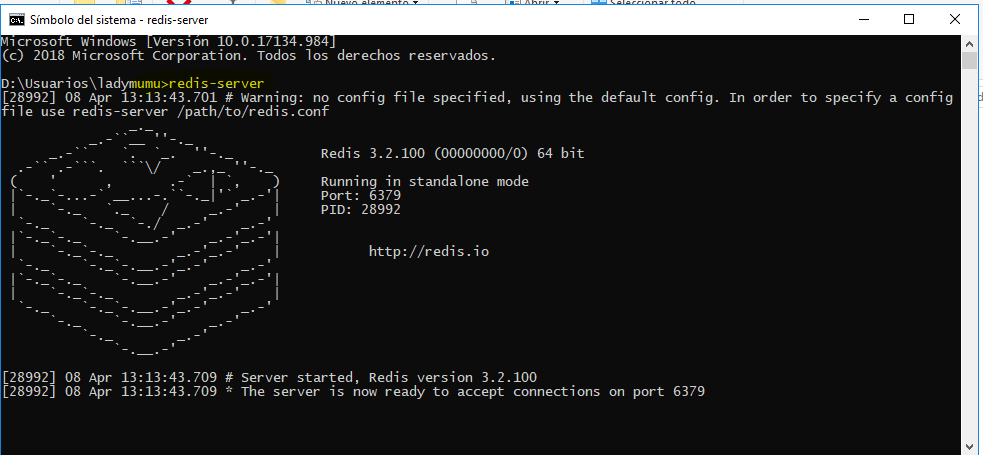 Nuevo elemento
Abrir
Seleccionar todo
Símbolo del sistema - redis-server
Microsoft Windows [Versión 10.0.17134.984]
(c) 2018 Microsoft Corporation. Todos los derechos reservados.
D:\Usuarios\ladymumu>redis-server
[28992] 08 Apr 13:13:43.701 # Warning: no config file specified, using the default config. In order to specify a config
file use redis-server /path/to/redis.conf
Redis 3.2.100 (00000000/0) 64 bit
Running in standalone mode
Port: 6379
PID: 28992
http://redis.io
[28992] 08 Apr 13:13:43.709 # Server started, Redis version 3.2.100
[28992] 08 Apr 13:13:43.709 * The server is now ready to accept connections on port 6379